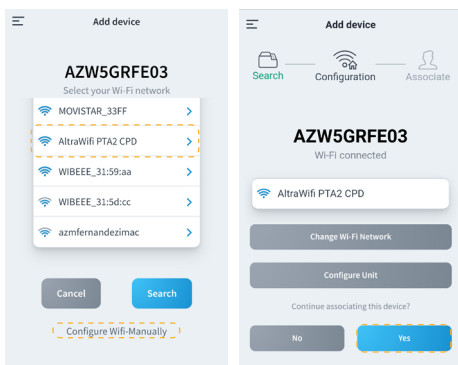 Add device
AZW5GRFE03
Select your Wi-Fi network
MOVISTAR_33FF
AltraWifi PTA2 CPD
WIBEEE_31:59:aa
WIBEEE_31:5d:cc
azmfernandezimac
Cancel
Search
Configure Wifi-Manually
Add device
Search
Configuration
Associate
AZW5GRFE03
Wi-Fi connected
AltraWifi PTA2 CPD
Change Wi-Fi Network
Configure Unit
Continue associating this device?
No
Yes